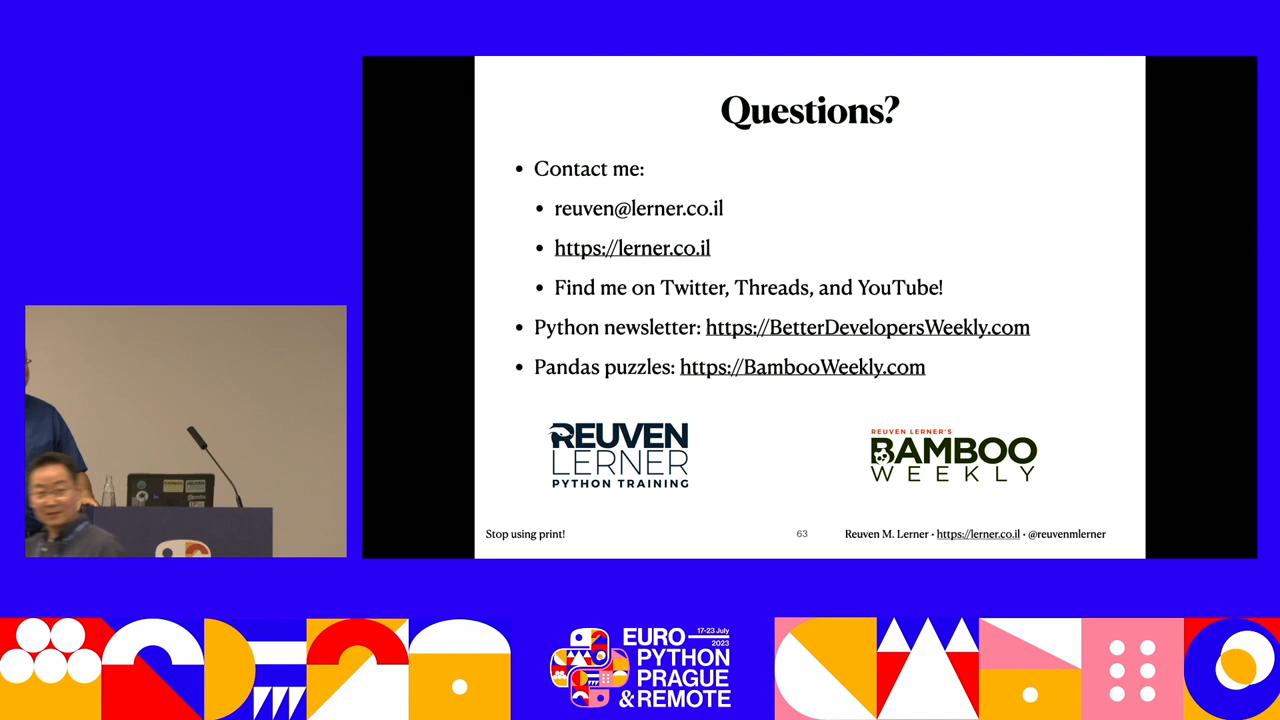 Questions?
• Contact me:
• reuven@lerner.co.il
• https://lerner.co.il
• Find me on Twitter, Threads, and YouTube!
• Python newsletter: https://BetterDevelopersWeekly.com
• Pandas puzzles: https://BambooWeekly.com
REUVEN
LERNER
PYTHON TRAINING
REUVEN LERNER'S
BAMBOO
WEEKLY
Stop using print!
63
Reuven M. Lerner • https://lerner.co.il • @reuvenmlerner
EURO 17-23 July 2023
PYTHON
PRAGUE
& REMOTE